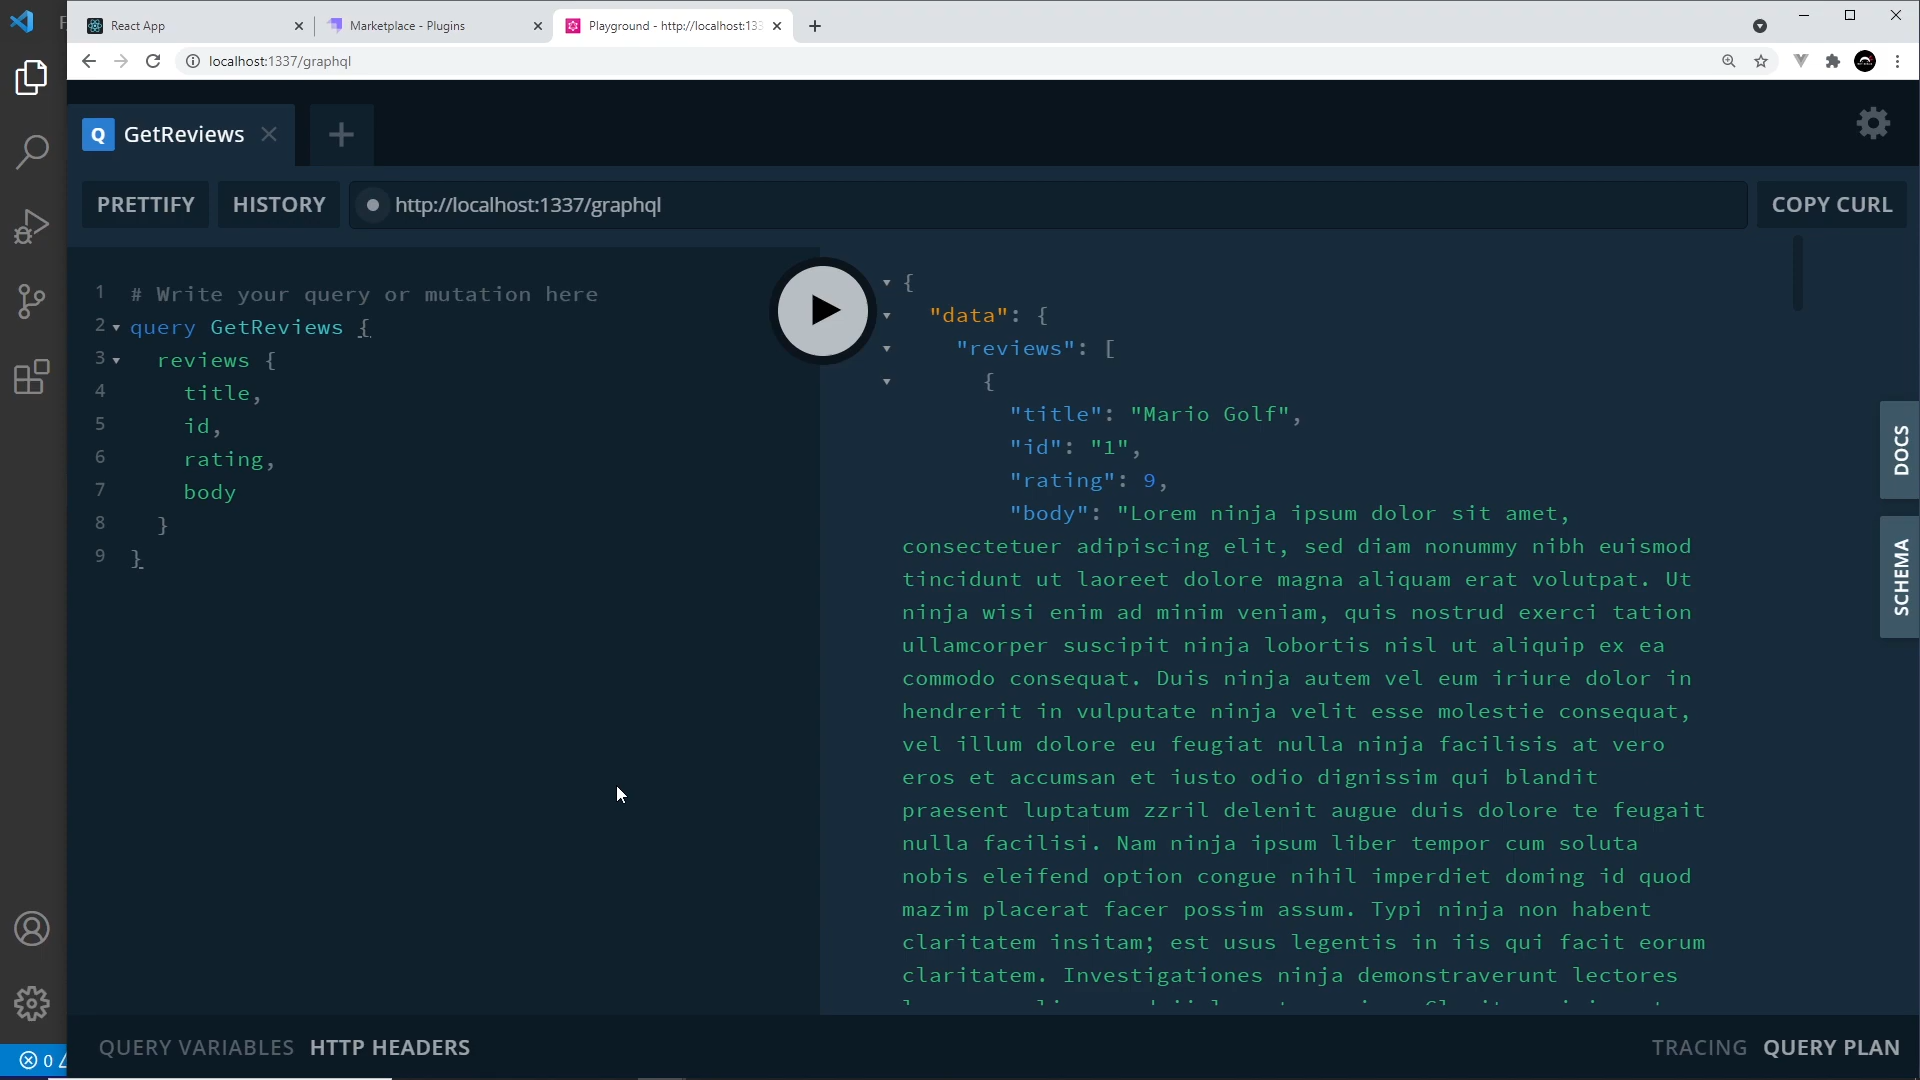 React App
Marketplace - Plugins
Playground - http://localhost:133
localhost:1337/graphql
Q GetReviews
PRETTIFY
HISTORY
http://localhost:1337/graphql
COPY CURL
1 # Write your query or mutation here
2 query GetReviews {
3 reviews {
4 title,
5 id,
6 rating,
7 body
8 }
9 }
{
"data": {
"reviews": [
{
"title": "Mario Golf",
"id": "1",
"rating": 9,
"body": "Lorem ninja ipsum dolor sit amet,
consectetuer adipiscing elit, sed diam nonummy nibh euismod
tincidunt ut laoreet dolore magna aliquam erat volutpat. Ut
ninja wisi enim ad minim veniam, quis nostrud exerci tation
ullamcorper suscipit ninja lobortis nisl ut aliquip ex ea
commodo consequat. Duis ninja autem vel eum iriure dolor in
hendrerit in vulputate ninja velit esse molestie consequat,
vel illum dolore eu feugiat nulla ninja facilisis at vero
eros et accumsan et iusto odio dignissim qui blandit
praesent luptatum zzril delenit augue duis dolore te feugait
nulla facilisi. Nam ninja ipsum liber tempor cum soluta
nobis eleifend option congue nihil imperdiet doming id quod
mazim placerat facer possim assum. Typi ninja non habent
claritatem insitam; est usus legentis in iis qui facit eorum
claritatem. Investigationes ninja demonstraverunt lectores
DOCS
SCHEMA
QUERY VARIABLES
HTTP HEADERS
TRACING
QUERY PLAN
0